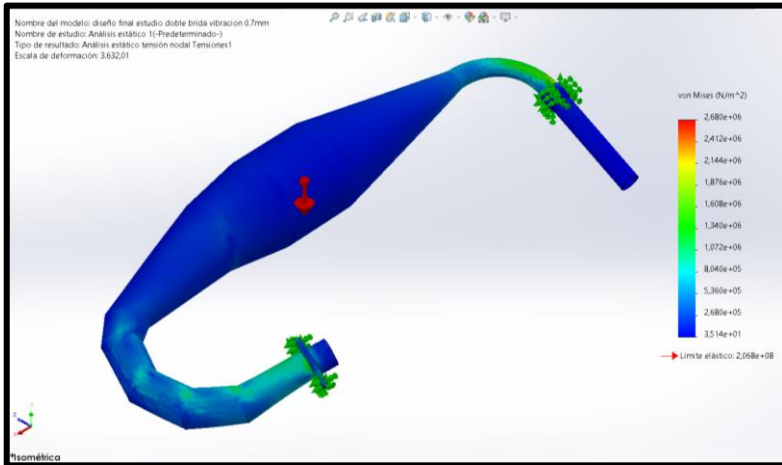 Nombre del modelo: diseño final estudio doble brida vibracion 0.7mm
Nombre de estudio: Análisis estático 1(-Predeterminado-)
Tipo de resultado: Análisis estático tensión nodal Tensiones1
Escala de deformación: 3.632,01
von Mises (N/m^2)
2,680e+06
2,412e+06
2,144e+06
1,876e+06
1,608e+06
1,340e+06
1,072e+06
8,040e+05
5,360e+05
2,680e+05
3,514e+01
Límite elástico: 2,068e+08
*Isométrica